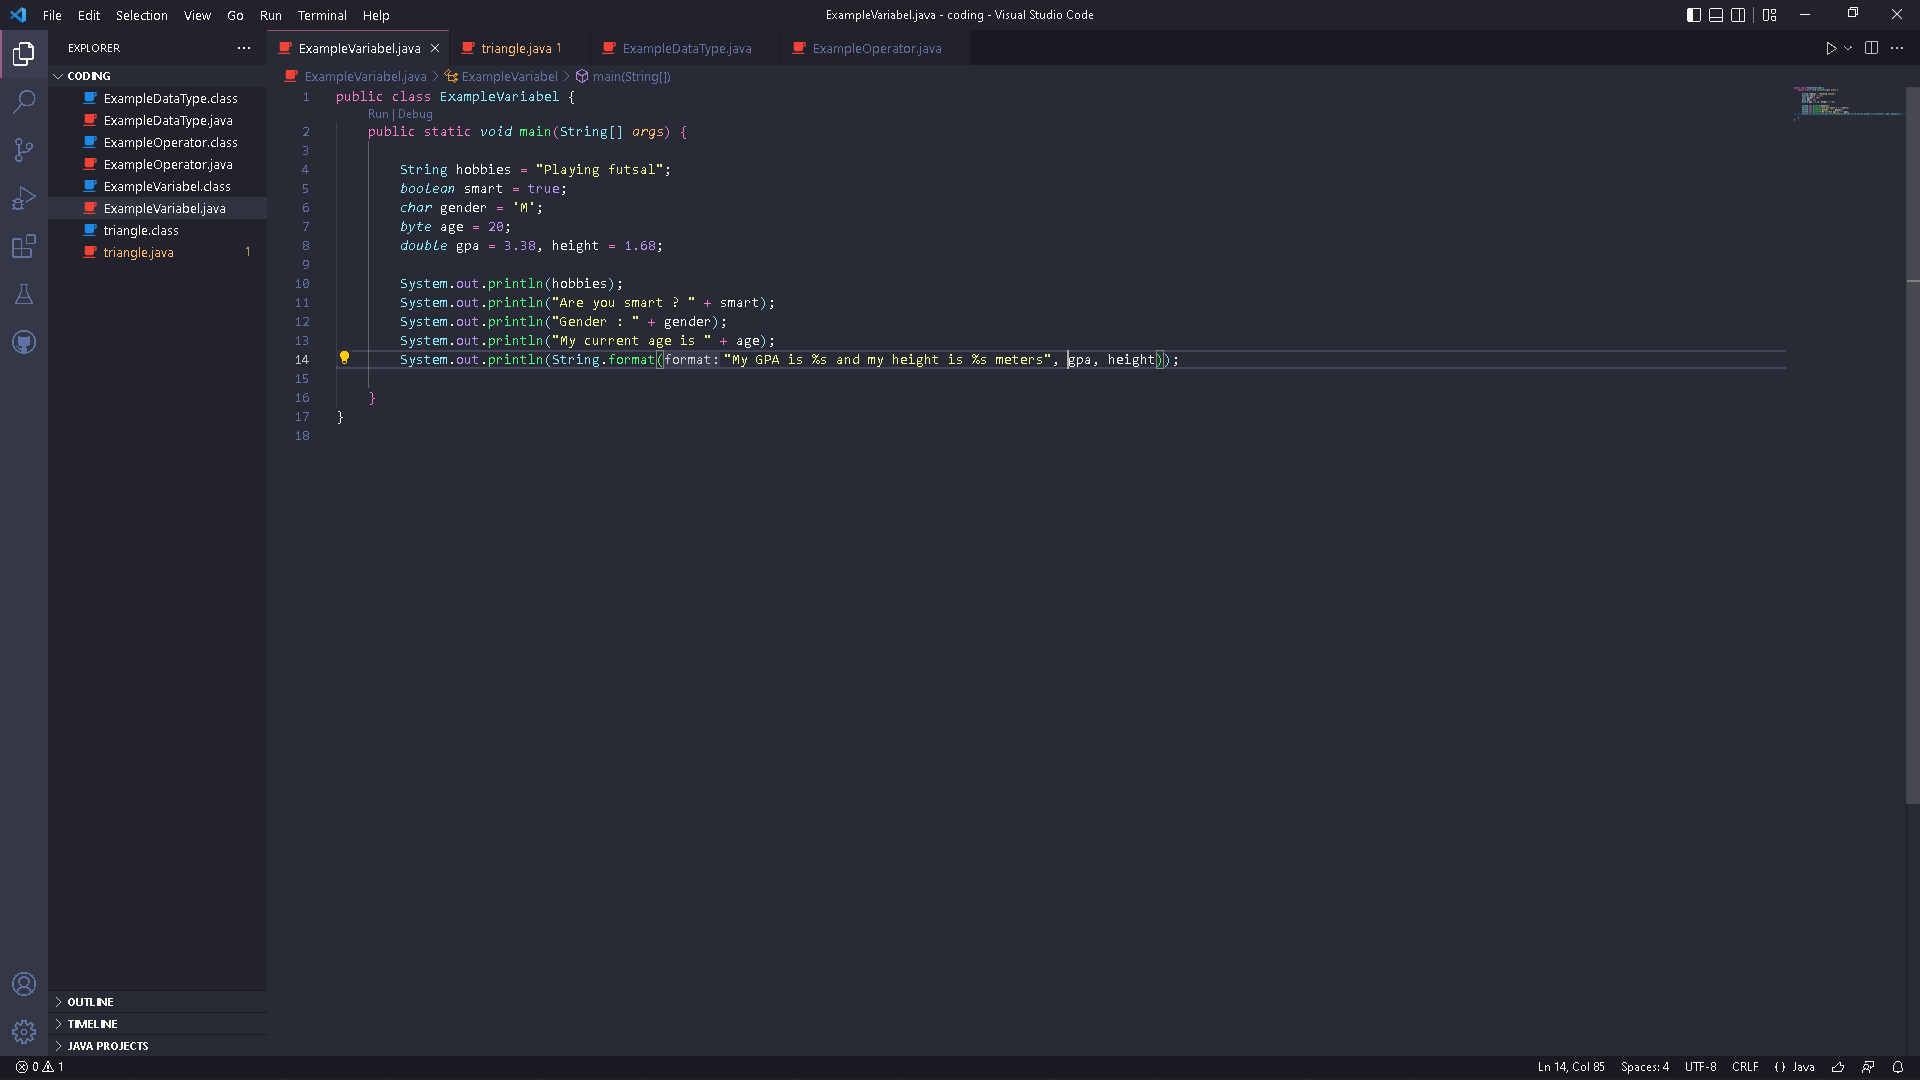 File Edit Selection View Go Run Terminal Help
ExampleVariabel.java - coding - Visual Studio Code
EXPLORER
CODING
ExampleDataType.class
ExampleDataType.java
ExampleOperator.class
ExampleOperator.java
ExampleVariabel.class
ExampleVariabel.java
triangle.class
triangle.java 1
OUTLINE
TIMELINE
JAVA PROJECTS
ExampleVariabel.java triangle.java 1 ExampleDataType.java ExampleOperator.java
ExampleVariabel.java > ExampleVariabel > main(String[])
1 public class ExampleVariabel {
Run | Debug
2 public static void main(String[] args) {
3
4 String hobbies = "Playing futsal";
5 boolean smart = true;
6 char gender = 'M';
7 byte age = 20;
8 double gpa = 3.38, height = 1.68;
9
10 System.out.println(hobbies);
11 System.out.println("Are you smart ? " + smart);
12 System.out.println("Gender : " + gender);
13 System.out.println("My current age is " + age);
14 System.out.println(String.format(format: "My GPA is %s and my height is %s meters", gpa, height));
15
16 }
17 }
18
0 1
Ln 14, Col 85 Spaces: 4 UTF-8 CRLF {} Java